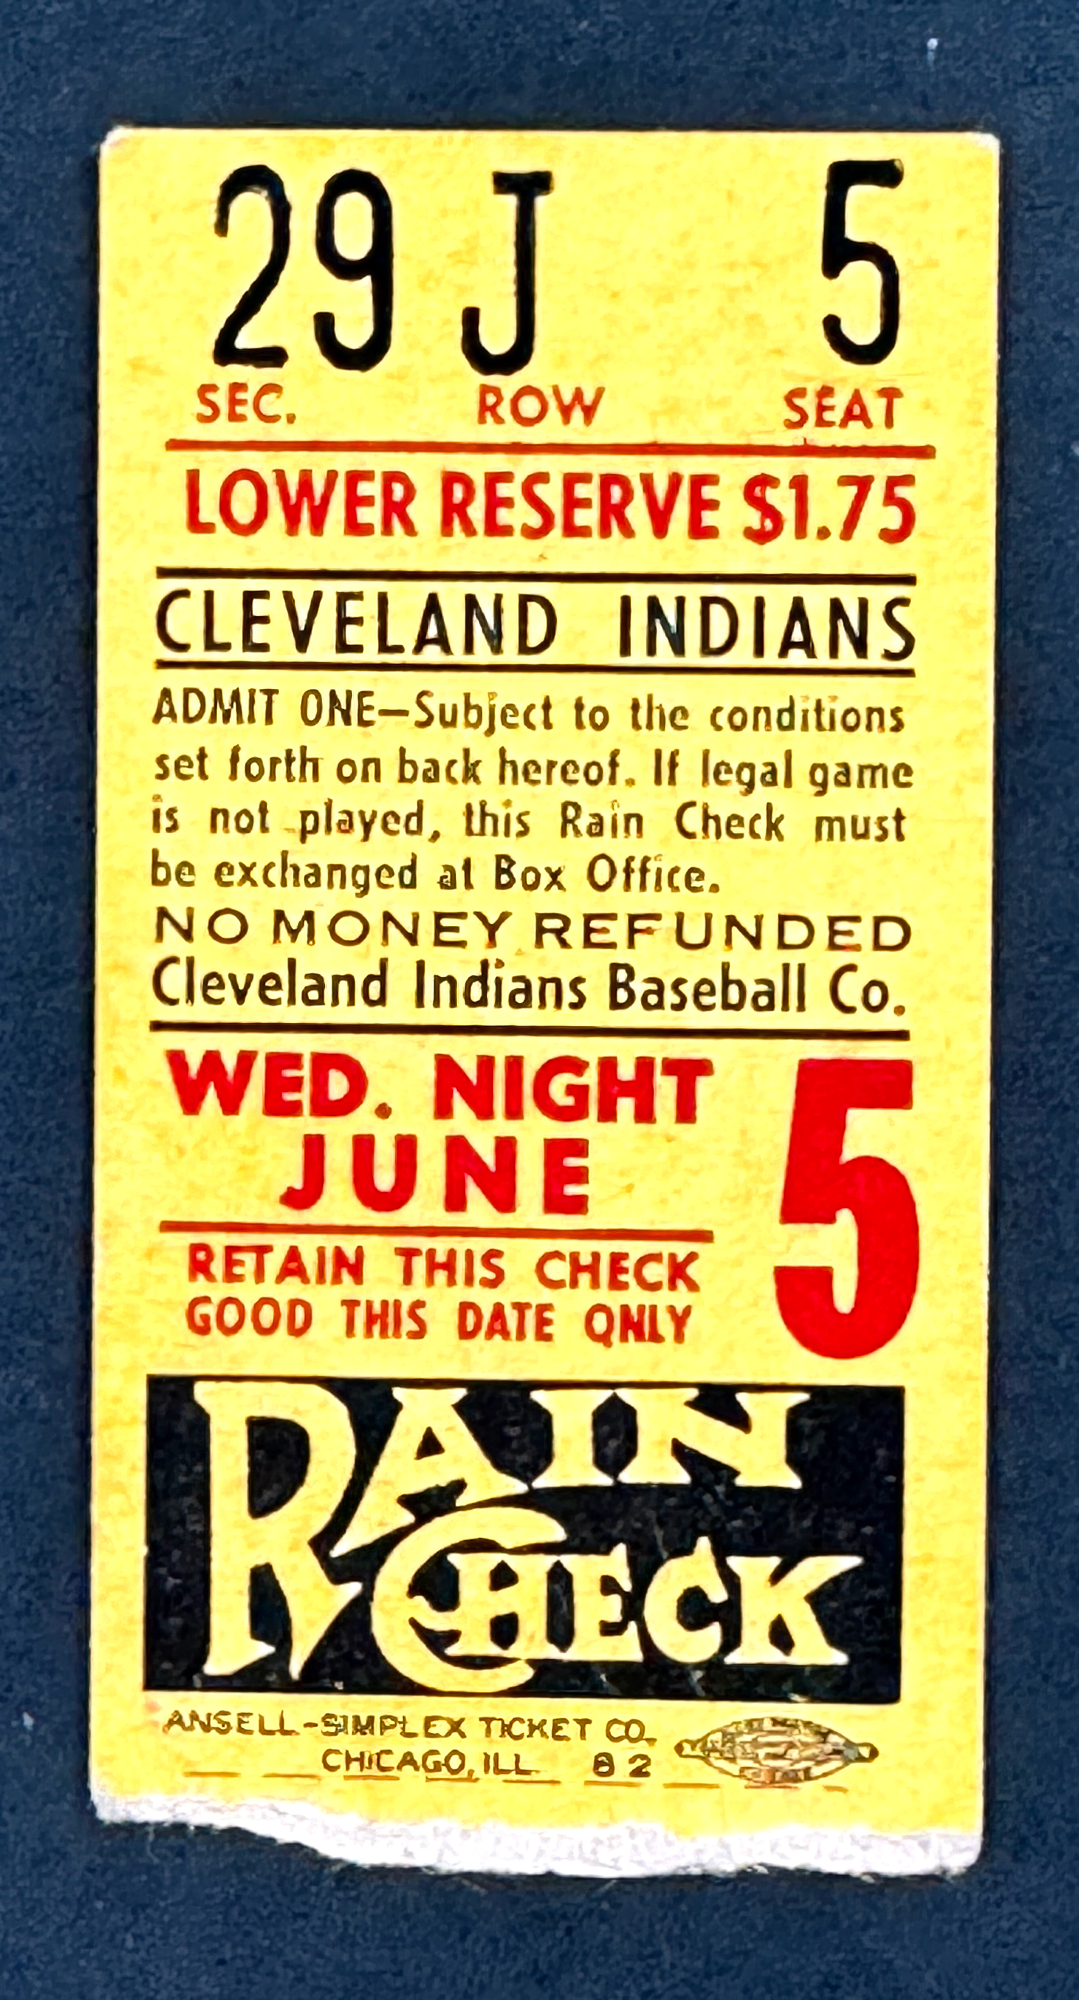 29 J 5
SEC. ROW SEAT
LOWER RESERVE $1.75
CLEVELAND INDIANS
ADMIT ONE—Subject to the conditions
set forth on back hereof. If legal game
is not played, this Rain Check must
be exchanged at Box Office.
NO MONEY REFUNDED
Cleveland Indians Baseball Co.
WED. NIGHT
JUNE 5
RETAIN THIS CHECK
GOOD THIS DATE ONLY
RAIN
CHECK
ANSELL-SIMPLEX TICKET CO.
CHICAGO, ILL 82